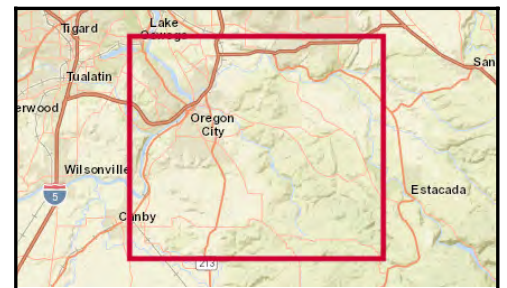 Tigard
Lake
Oswego
San
Tualatin
erwood
Oregon
City
Wilsonville
5
Estacada
Canby
213